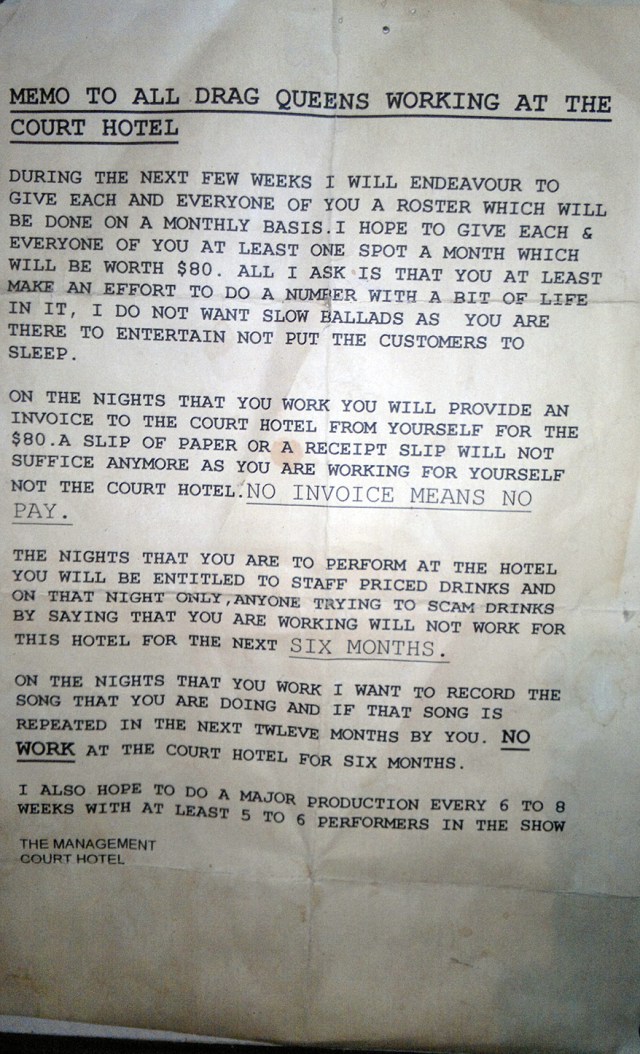 MEMO TO ALL DRAG QUEENS WORKING AT THE
COURT HOTEL
DURING THE NEXT FEW WEEKS I WILL ENDEAVOUR TO
GIVE EACH AND EVERYONE OF YOU A ROSTER WHICH WILL
BE DONE ON A MONTHLY BASIS.I HOPE TO GIVE EACH &
EVERYONE OF YOU AT LEAST ONE SPOT A MONTH WHICH
WILL BE WORTH $80. ALL I ASK IS THAT YOU AT LEAST
MAKE AN EFFORT TO DO A NUMBER WITH A BIT OF LIFE
IN IT, I DO NOT WANT SLOW BALLADS AS YOU ARE
THERE TO ENTERTAIN NOT PUT THE CUSTOMERS TO
SLEEP.
ON THE NIGHTS THAT YOU WORK YOU WILL PROVIDE AN
INVOICE TO THE COURT HOTEL FROM YOURSELF FOR THE
$80.A SLIP OF PAPER OR A RECEIPT SLIP WILL NOT
SUFFICE ANYMORE AS YOU ARE WORKING FOR YOURSELF
NOT THE COURT HOTEL.NO INVOICE MEANS NO
PAY.
THE NIGHTS THAT YOU ARE TO PERFORM AT THE HOTEL
YOU WILL BE ENTITLED TO STAFF PRICED DRINKS AND
ON THAT NIGHT ONLY,ANYONE TRYING TO SCAM DRINKS
BY SAYING THAT YOU ARE WORKING WILL NOT WORK FOR
THIS HOTEL FOR THE NEXT SIX MONTHS.
ON THE NIGHTS THAT YOU WORK I WANT TO RECORD THE
SONG THAT YOU ARE DOING AND IF THAT SONG IS
REPEATED IN THE NEXT TWLEVE MONTHS BY YOU. NO
WORK AT THE COURT HOTEL FOR SIX MONTHS.
I ALSO HOPE TO DO A MAJOR PRODUCTION EVERY 6 TO 8
WEEKS WITH AT LEAST 5 TO 6 PERFORMERS IN THE SHOW
THE MANAGEMENT
COURT HOTEL